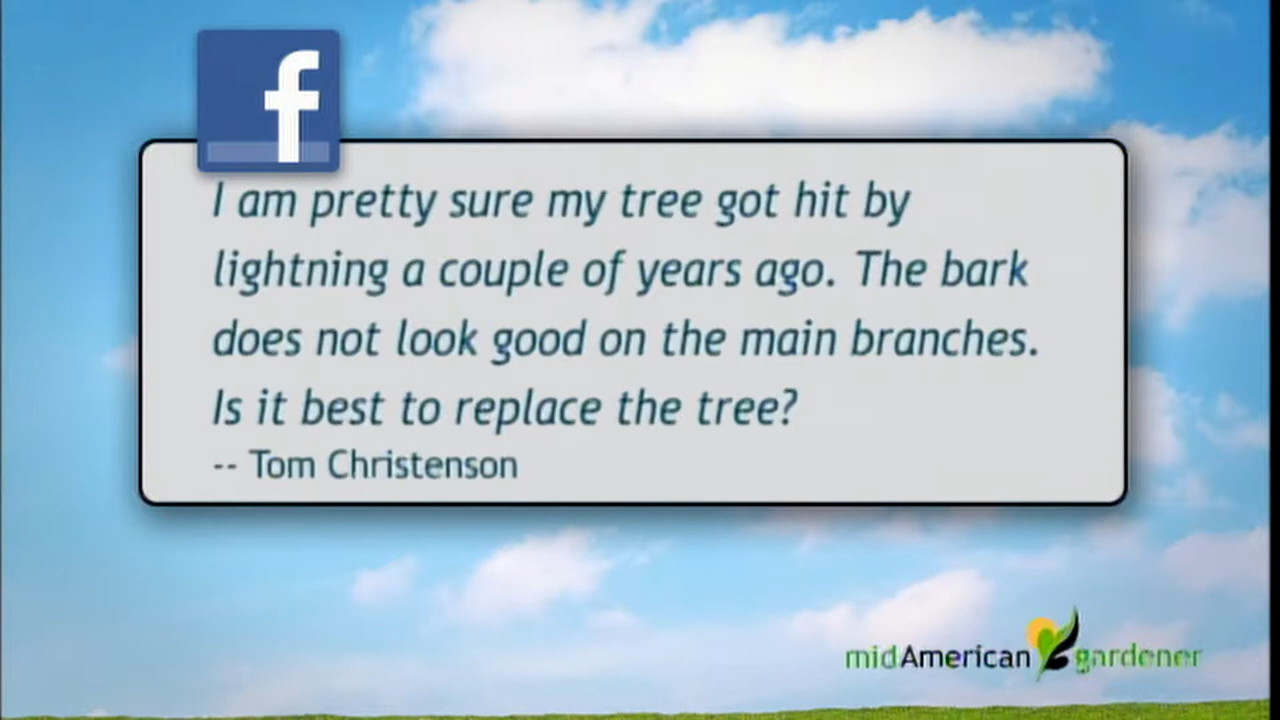 f
I am pretty sure my tree got hit by
lightning a couple of years ago. The bark
does not look good on the main branches.
Is it best to replace the tree?
-- Tom Christenson
midAmerican gardener